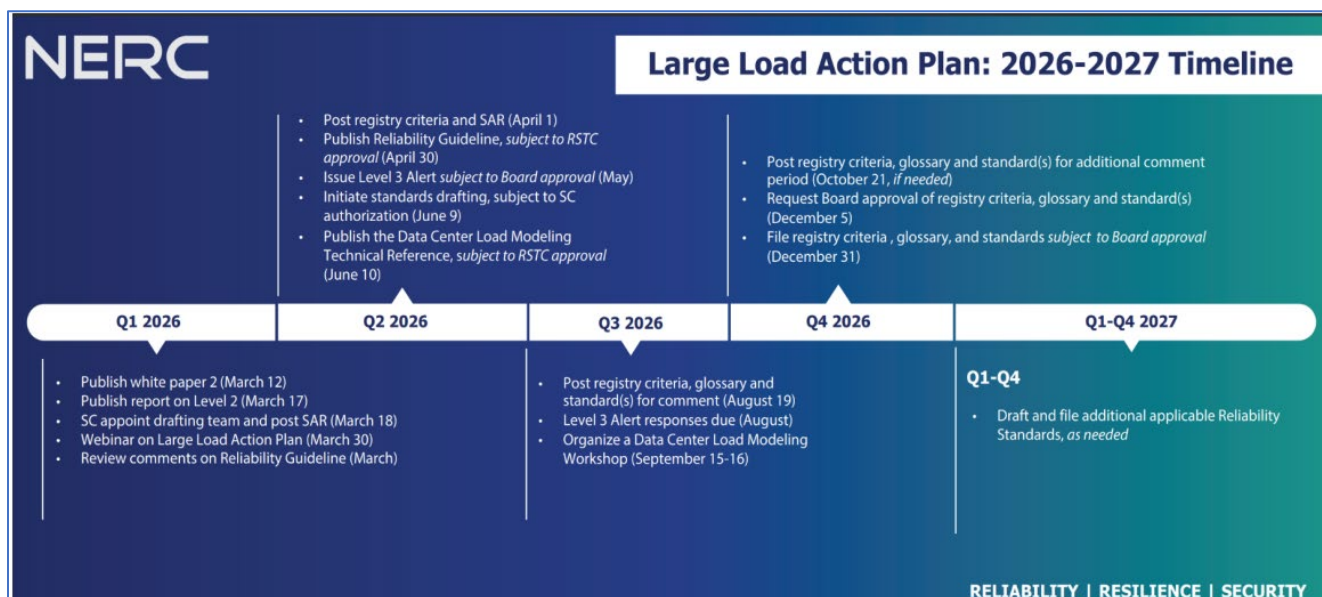 NERC
Large Load Action Plan: 2026-2027 Timeline
• Post registry criteria and SAR (April 1)
• Publish Reliability Guideline, subject to RSTC
approval (April 30)
• Issue Level 3 Alert subject to Board approval (May)
• Initiate standards drafting, subject to SC
authorization (June 9)
• Publish the Data Center Load Modeling
Technical Reference, subject to RSTC approval
(June 10)
• Post registry criteria, glossary and standard(s) for additional comment
period (October 21, if needed)
• Request Board approval of registry criteria, glossary and standard(s)
(December 5)
• File registry criteria , glossary, and standards subject to Board approval
(December 31)
Q1 2026
Q2 2026
Q3 2026
Q4 2026
Q1-Q4 2027
• Publish white paper 2 (March 12)
• Publish report on Level 2 (March 17)
• SC appoint drafting team and post SAR (March 18)
• Webinar on Large Load Action Plan (March 30)
• Review comments on Reliability Guideline (March)
• Post registry criteria, glossary and
standard(s) for comment (August 19)
• Level 3 Alert responses due (August)
• Organize a Data Center Load Modeling
Workshop (September 15-16)
Q1-Q4
• Draft and file additional applicable Reliability
Standards, as needed
RELIABILITY | RESILIENCE | SECURITY